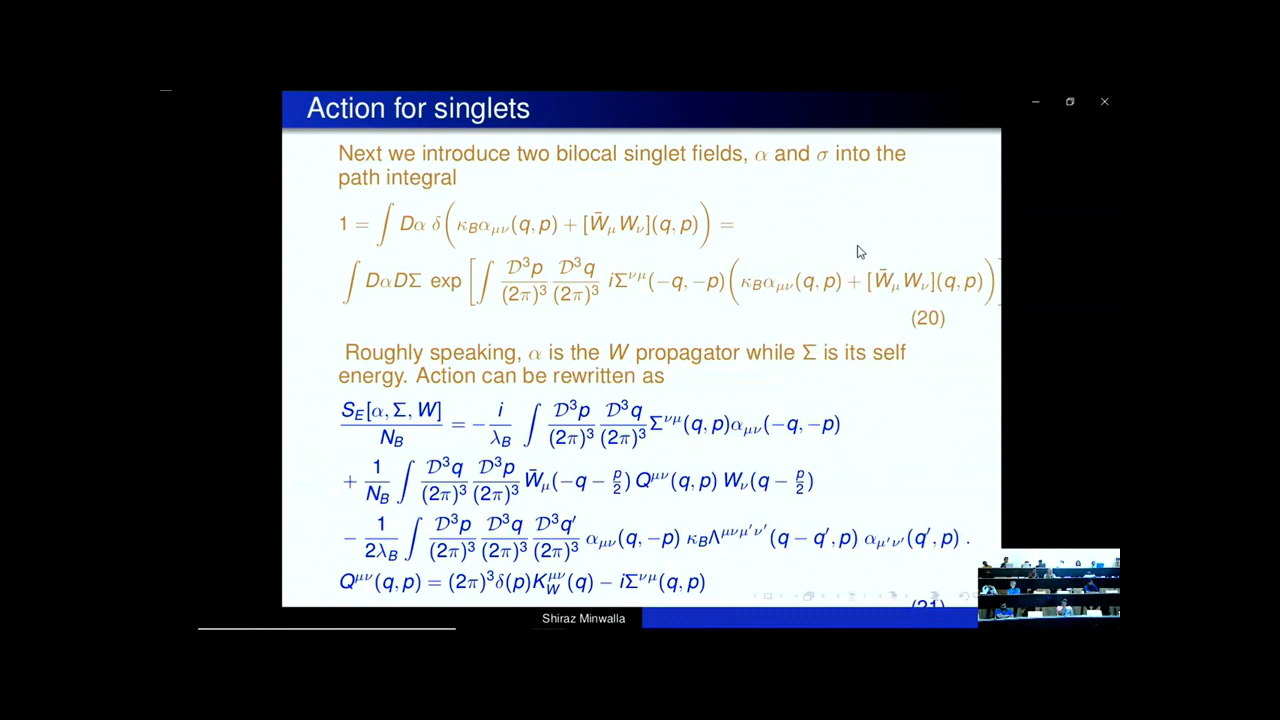 Action for singlets
Next we introduce two bilocal singlet fields, α and σ into the
path integral
1 = ∫ Dα δ(κ_B α_{μν}(q, p) + [W̄_μ W_ν](q, p)) =
∫ DαDΣ exp [∫ 𝒟³p/(2π)³ 𝒟³q/(2π)³ iΣ^{νμ}(−q, −p)(κ_B α_{μν}(q, p) + [W̄_μ W_ν](q, p))]
(20)
Roughly speaking, α is the W propagator while Σ is its self
energy. Action can be rewritten as
S_E[α, Σ, W]/N_B = − i/λ_B ∫ 𝒟³p/(2π)³ 𝒟³q/(2π)³ Σ^{νμ}(q, p)α_{μν}(−q, −p)
+ 1/N_B ∫ 𝒟³q/(2π)³ 𝒟³p/(2π)³ W̄_μ(−q − p/2) Q^{μν}(q, p) W_ν(q − p/2)
− 1/2λ_B ∫ 𝒟³p/(2π)³ 𝒟³q/(2π)³ 𝒟³q′/(2π)³ α_{μν}(q, −p) κ_BΛ^{μνμ′ν′}(q − q′, p) α_{μ′ν′}(q′, p) .
Q^{μν}(q, p) = (2π)³δ(p)K_W^{μν}(q) − iΣ^{νμ}(q, p)
(21)
Shiraz Minwalla